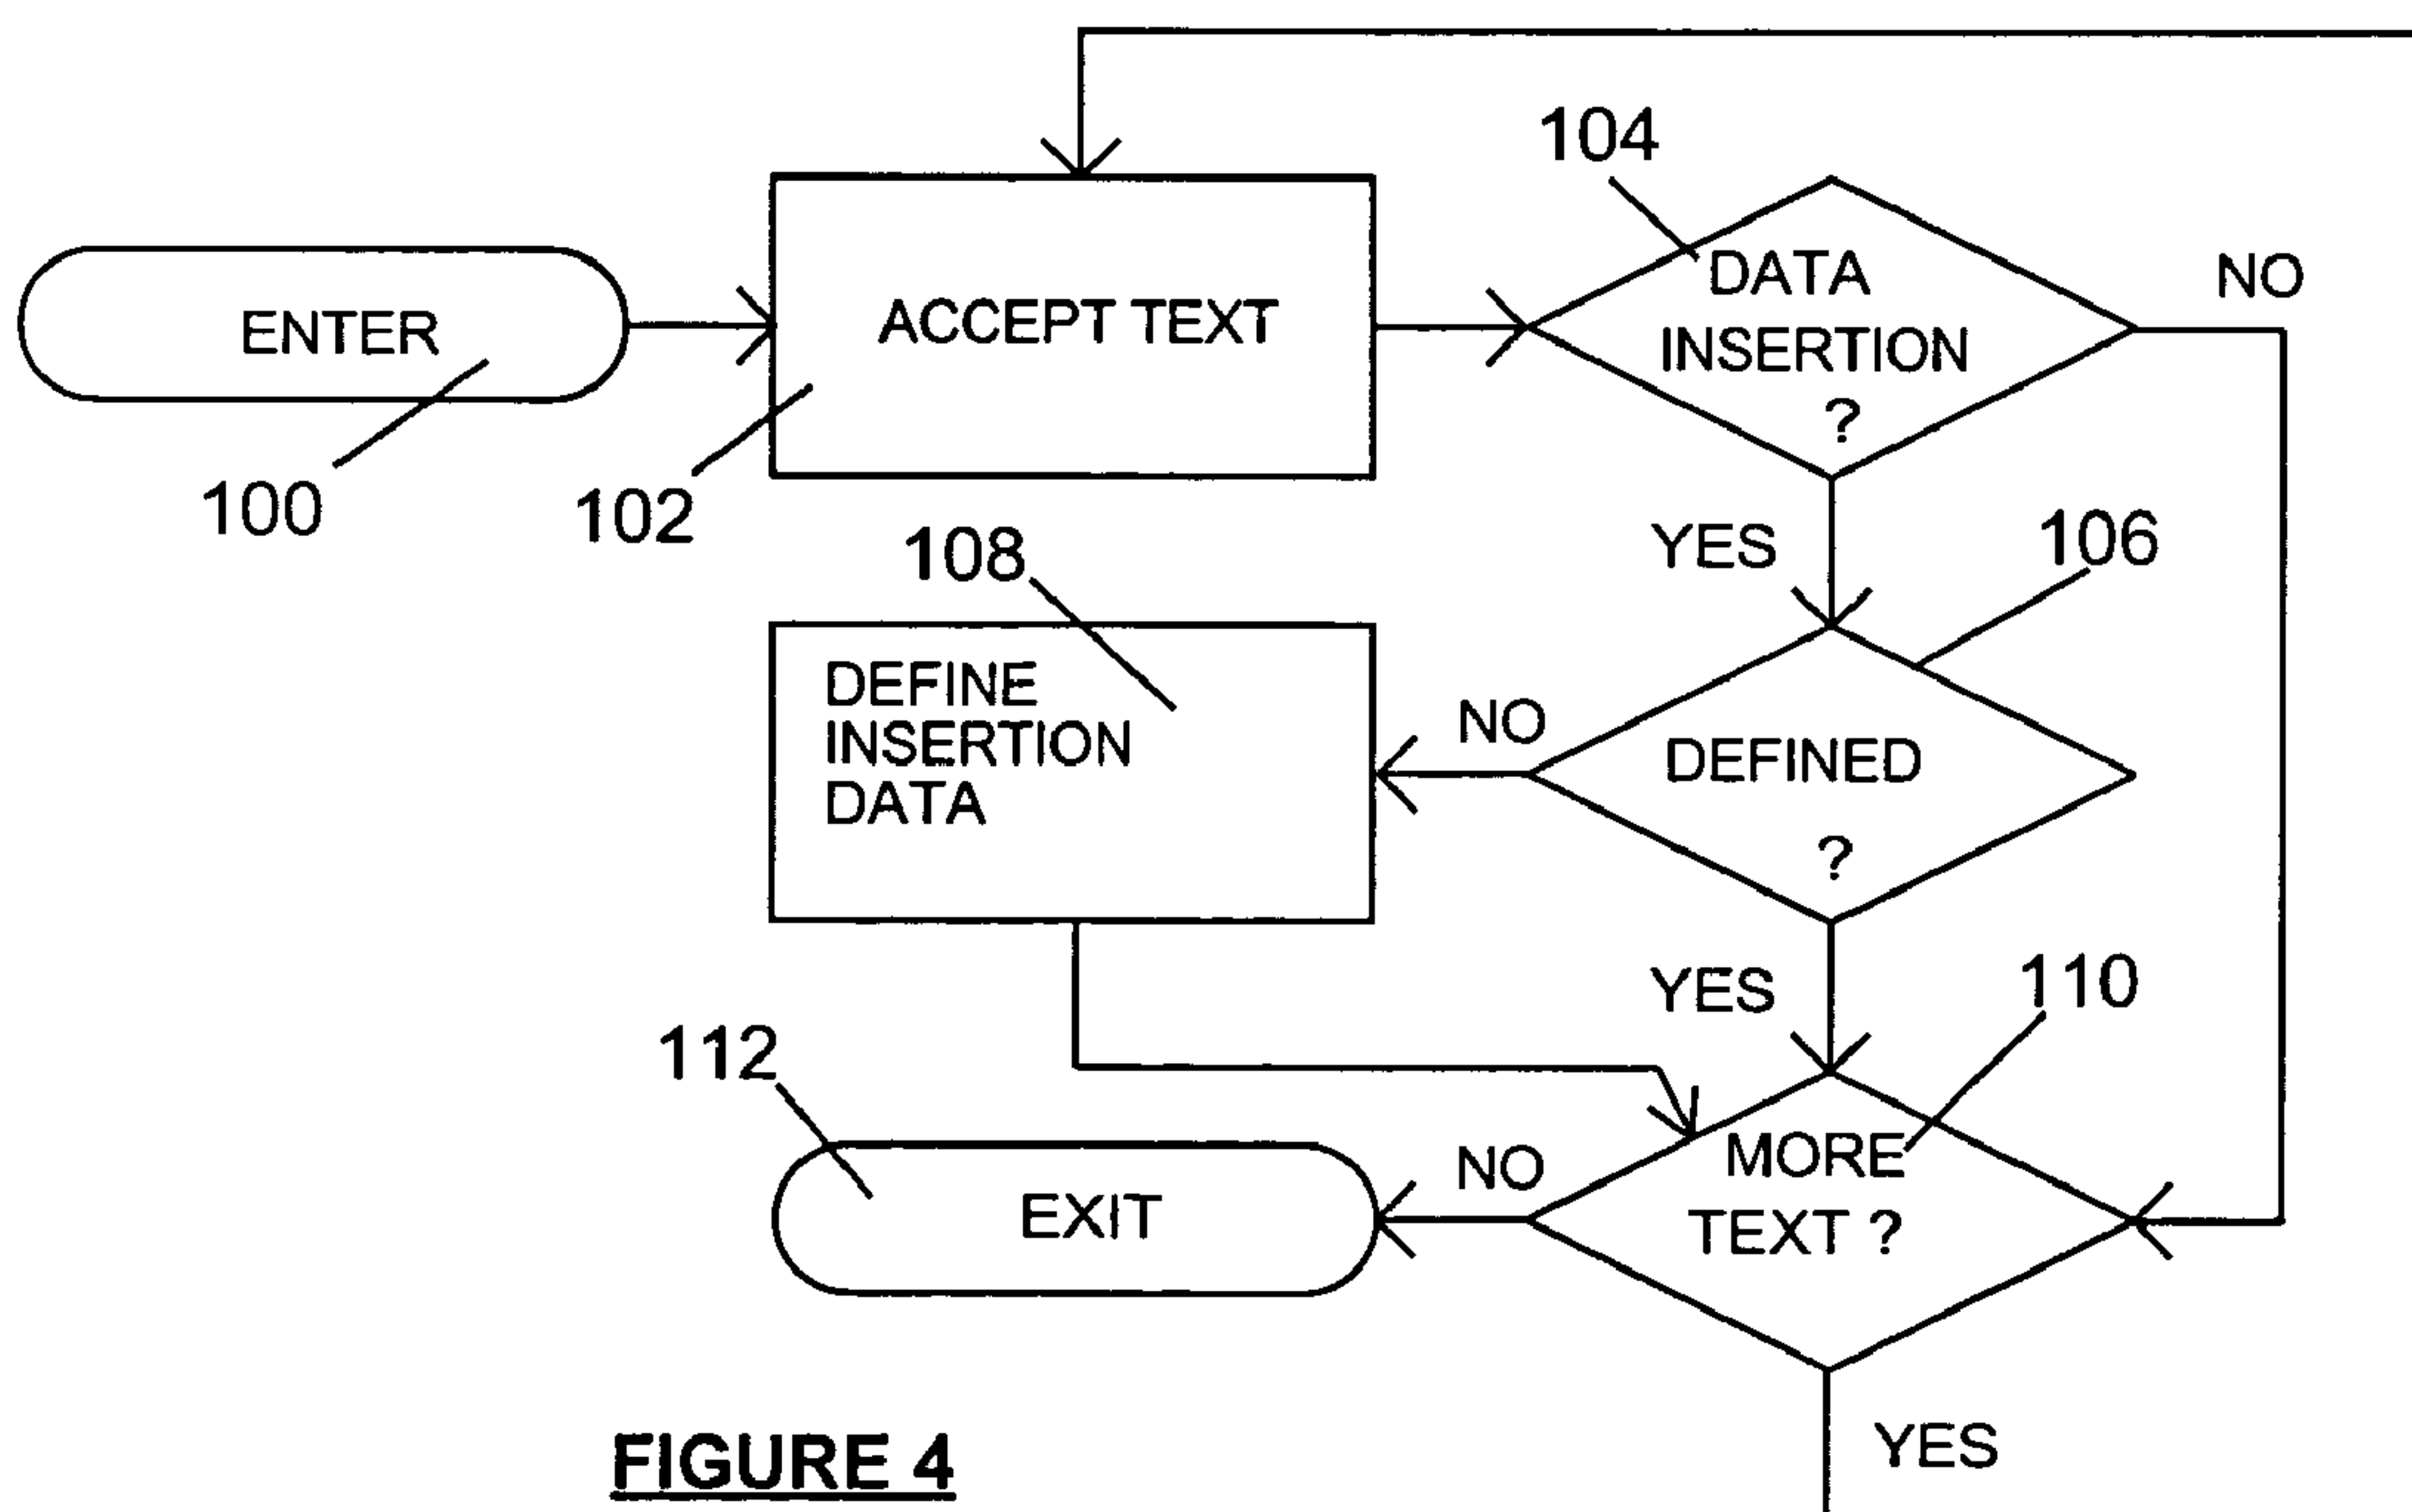 104
DATA
INSERTION
?
NO
ENTER
ACCEPT TEXT
100
102
YES
106
108
DEFINE
INSERTION
DATA
NO
DEFINED
?
YES
110
112
MORE
TEXT ?
NO
EXIT
YES
FIGURE 4